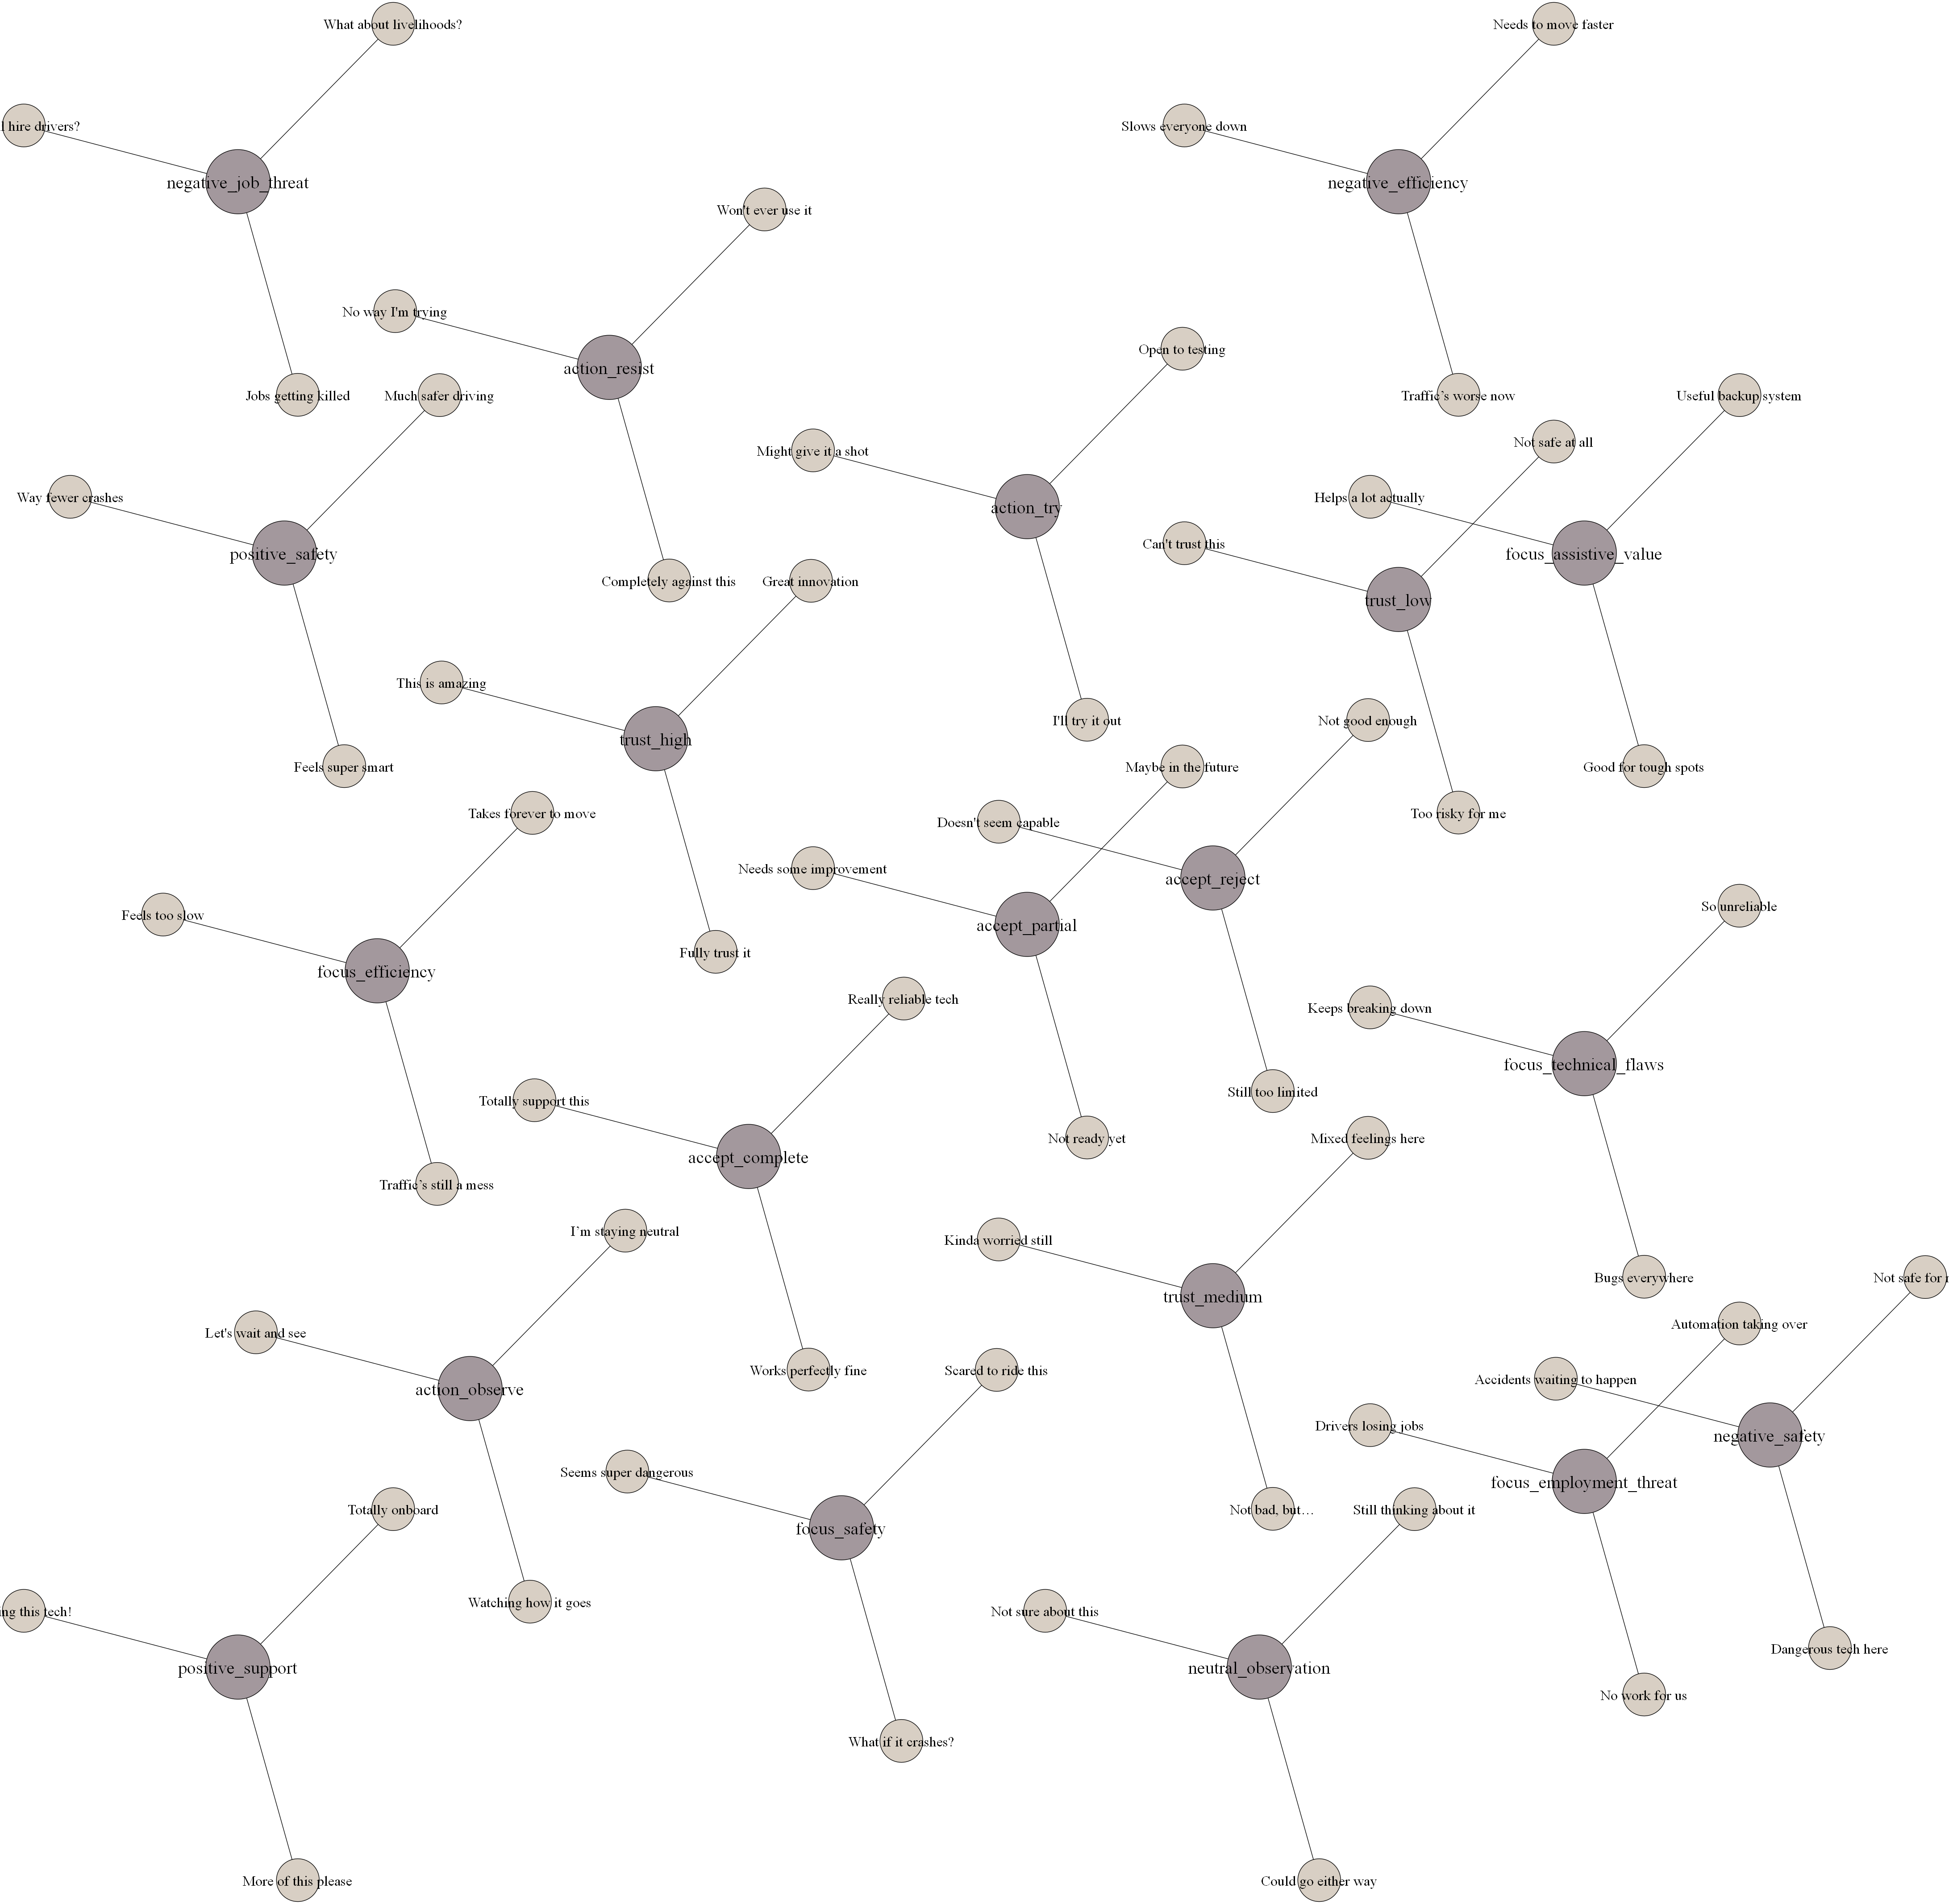 What about livelihoods?
Needs to move faster
hire drivers?
Slows everyone down
negative_job_threat
negative_efficiency
Won't ever use it
No way I'm trying
Open to testing
action_resist
Jobs getting killed
Much safer driving
Traffic’s worse now
Useful backup system
Might give it a shot
Not safe at all
Way fewer crashes
Helps a lot actually
action_try
Can't trust this
positive_safety
focus_assistive_value
Completely against this
Great innovation
trust_low
This is amazing
I'll try it out
Not good enough
trust_high
Feels super smart
Maybe in the future
Good for tough spots
Takes forever to move
Doesn't seem capable
Too risky for me
Needs some improvement
accept_reject
So unreliable
Feels too slow
accept_partial
Fully trust it
focus_efficiency
Really reliable tech
Keeps breaking down
focus_technical_flaws
Totally support this
Still too limited
Not ready yet
Mixed feelings here
accept_complete
Traffic’s still a mess
I’m staying neutral
Kinda worried still
Bugs everywhere
Not safe for
trust_medium
Let's wait and see
Automation taking over
Works perfectly fine
Scared to ride this
Accidents waiting to happen
action_observe
Drivers losing jobs
negative_safety
Seems super dangerous
focus_employment_threat
Totally onboard
Not bad, but…
Still thinking about it
focus_safety
Watching how it goes
this tech!
Not sure about this
Dangerous tech here
positive_support
neutral_observation
No work for us
What if it crashes?
More of this please
Could go either way